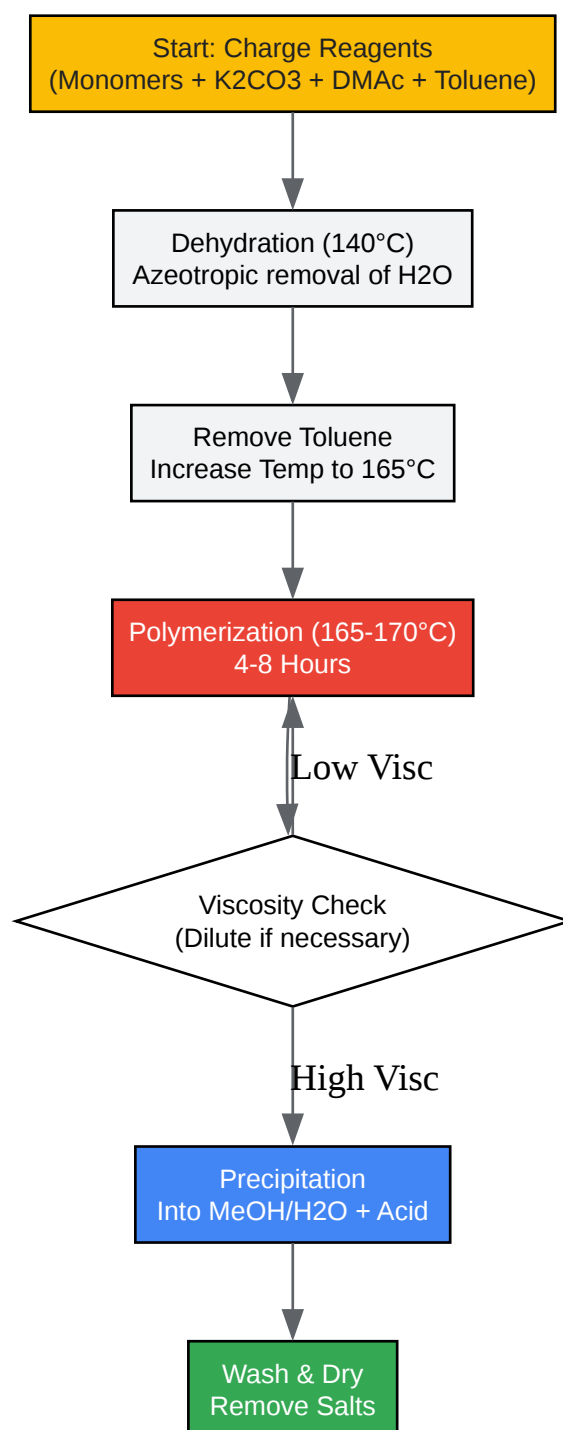 Start: Charge Reagents
(Monomers + K2CO3 + DMAc + Toluene)
Dehydration (140°C)
Azeotropic removal of H2O
Remove Toluene
Increase Temp to 165°C
Polymerization (165-170°C)
4-8 Hours
Low Visc
Viscosity Check
(Dilute if necessary)
High Visc
Precipitation
Into MeOH/H2O + Acid
Wash & Dry
Remove Salts